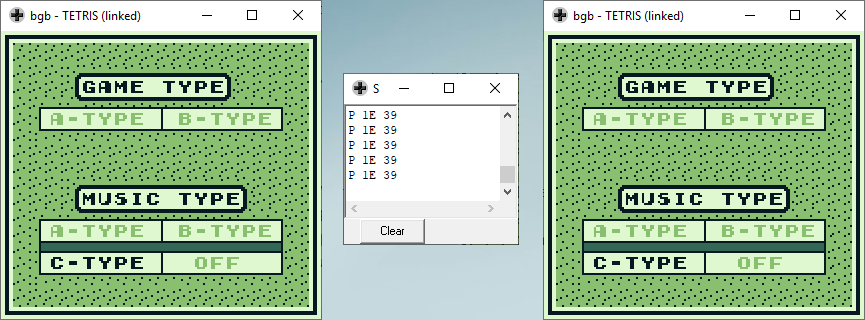 bgb - TETRIS (linked)
GAME TYPE
A-TYPE B-TYPE
MUSIC TYPE
A-TYPE B-TYPE
C-TYPE OFF
S
P 1E 39
P 1E 39
P 1E 39
P 1E 39
P 1E 39
Clear
bgb - TETRIS (linked)
GAME TYPE
A-TYPE B-TYPE
MUSIC TYPE
A-TYPE B-TYPE
C-TYPE OFF